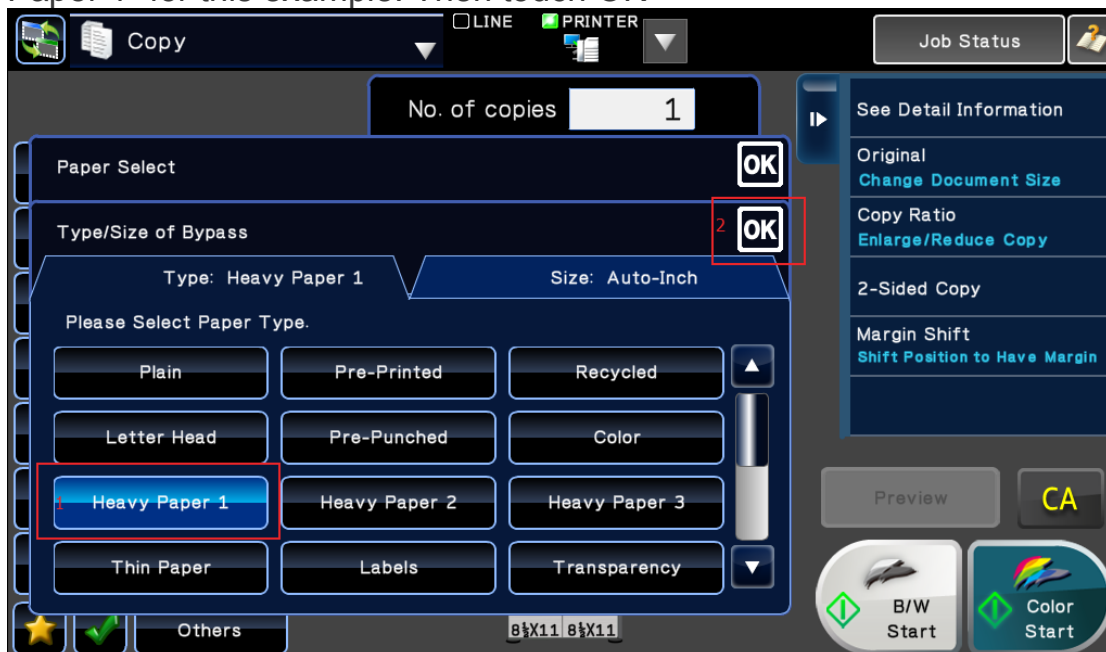 Copy
LINE
PRINTER
Job Status
No. of copies 1
See Detail Information
Paper Select OK
Original
Change Document Size
Type/Size of Bypass 2 OK
Copy Ratio
Enlarge/Reduce Copy
Type: Heavy Paper 1
Size: Auto-Inch
2-Sided Copy
Please Select Paper Type.
Margin Shift
Shift Position to Have Margin
Plain Pre-Printed Recycled
Letter Head Pre-Punched Color
1 Heavy Paper 1 Heavy Paper 2 Heavy Paper 3
Preview CA
Thin Paper Labels Transparency
B/W
Start
Color
Start
Others
8½X11 8½X11